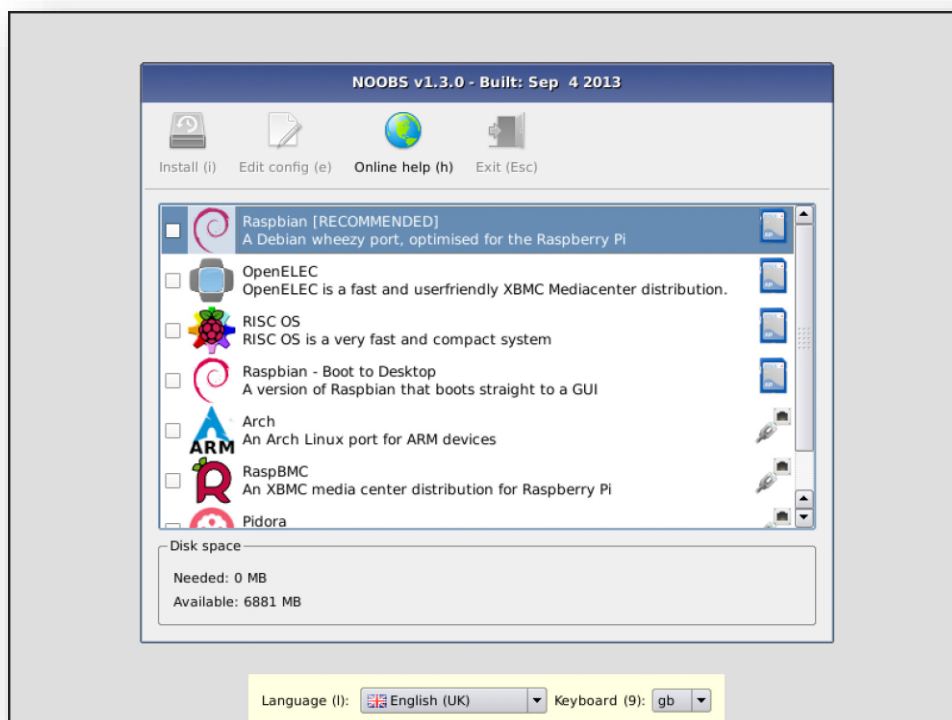 NOOBS v1.3.0 - Built: Sep  4 2013
Install (i) Edit config (e) Online help (h) Exit (Esc)
Raspbian [RECOMMENDED]
A Debian wheezy port, optimised for the Raspberry Pi
OpenELEC
OpenELEC is a fast and userfriendly XBMC Mediacenter distribution.
RISC OS
RISC OS is a very fast and compact system
Raspbian - Boot to Desktop
A version of Raspbian that boots straight to a GUI
Arch
ARM An Arch Linux port for ARM devices
RaspBMC
An XBMC media center distribution for Raspberry Pi
Pidora
Disk space
Needed: 0 MB
Available: 6881 MB
Language (l): English (UK) Keyboard (9): gb